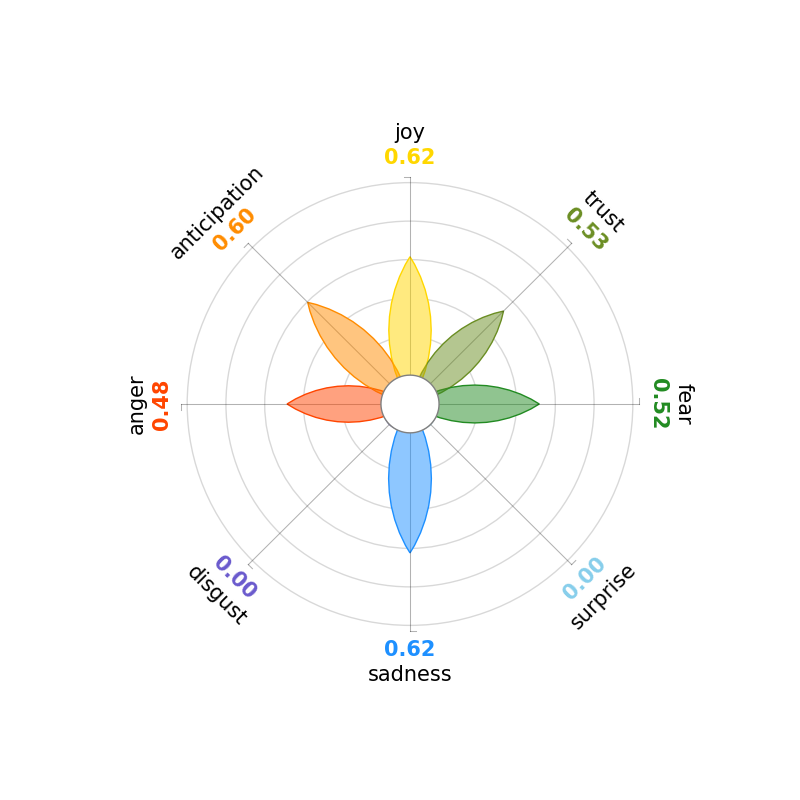 joy
0.62
trust
0.53
fear
0.52
surprise
0.00
sadness
0.62
disgust
0.00
anger
0.48
anticipation
0.60